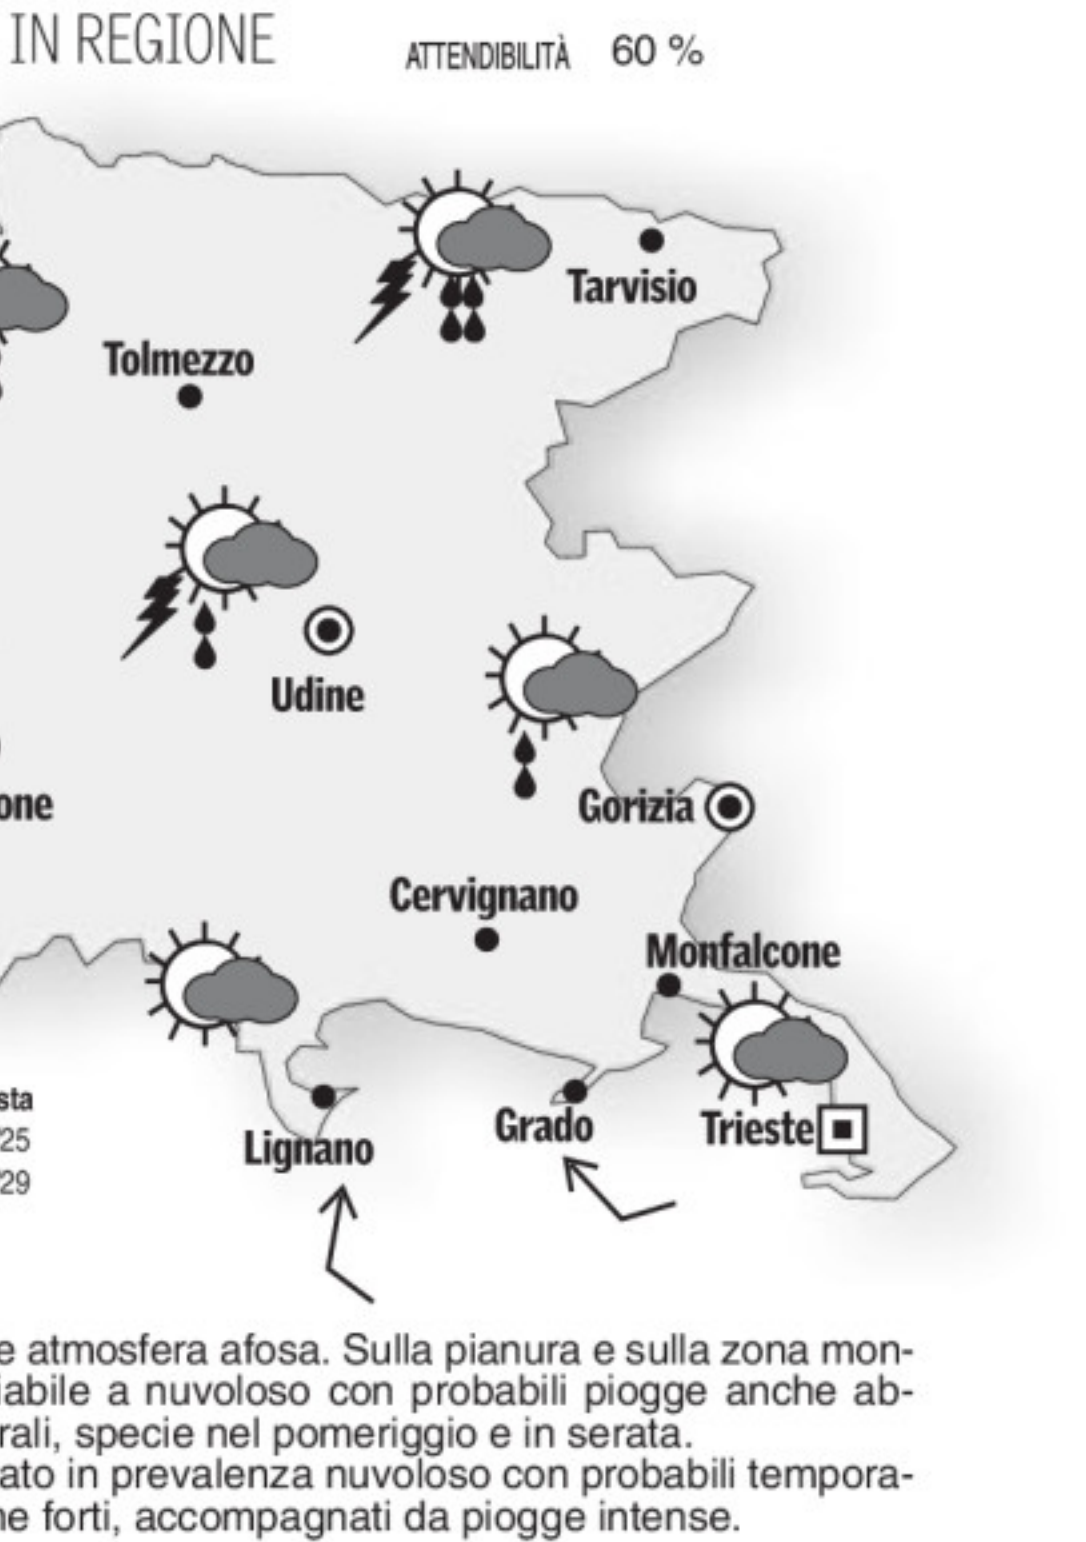 IN REGIONE
ATTENDIBILITÀ 60 %
Tarvisio
Tolmezzo
Udine
one
Gorizia
Cervignano
Monfalcone
sta
/25
Grado
Trieste
Lignano
/29
e atmosfera afosa. Sulla pianura e sulla zona mon-
iabile a nuvoloso con probabili piogge anche ab-
rali, specie nel pomeriggio e in serata.
ato in prevalenza nuvoloso con probabili tempora-
ne forti, accompagnati da piogge intense.